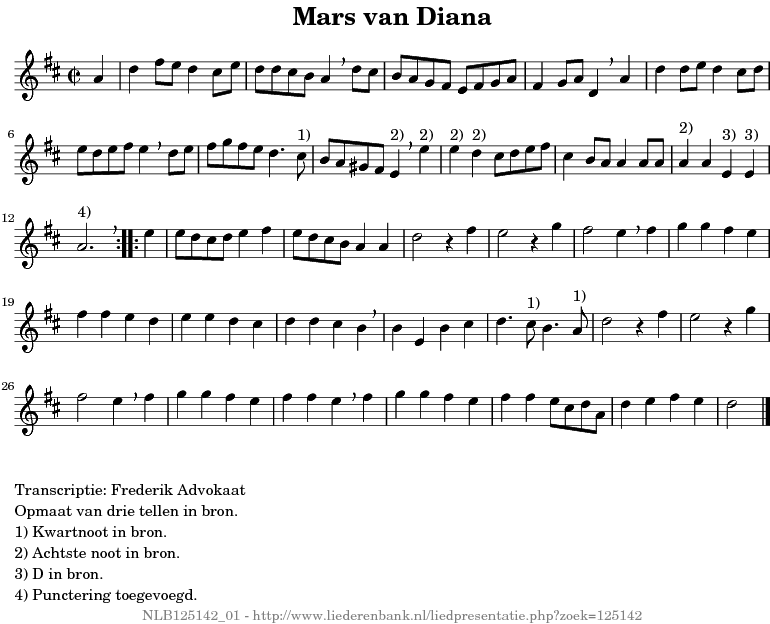 Mars van Diana
6
1)
2)
2)
2)
2)
2)
3)
3)
12
4)
19
1)
1)
26
Transcriptie: Frederik Advokaat
Opmaat van drie tellen in bron.
1) Kwartnoot in bron.
2) Achtste noot in bron.
3) D in bron.
4) Punctering toegevoegd.
NLB125142_01 - http://www.liederenbank.nl/liedpresentatie.php?zoek=125142